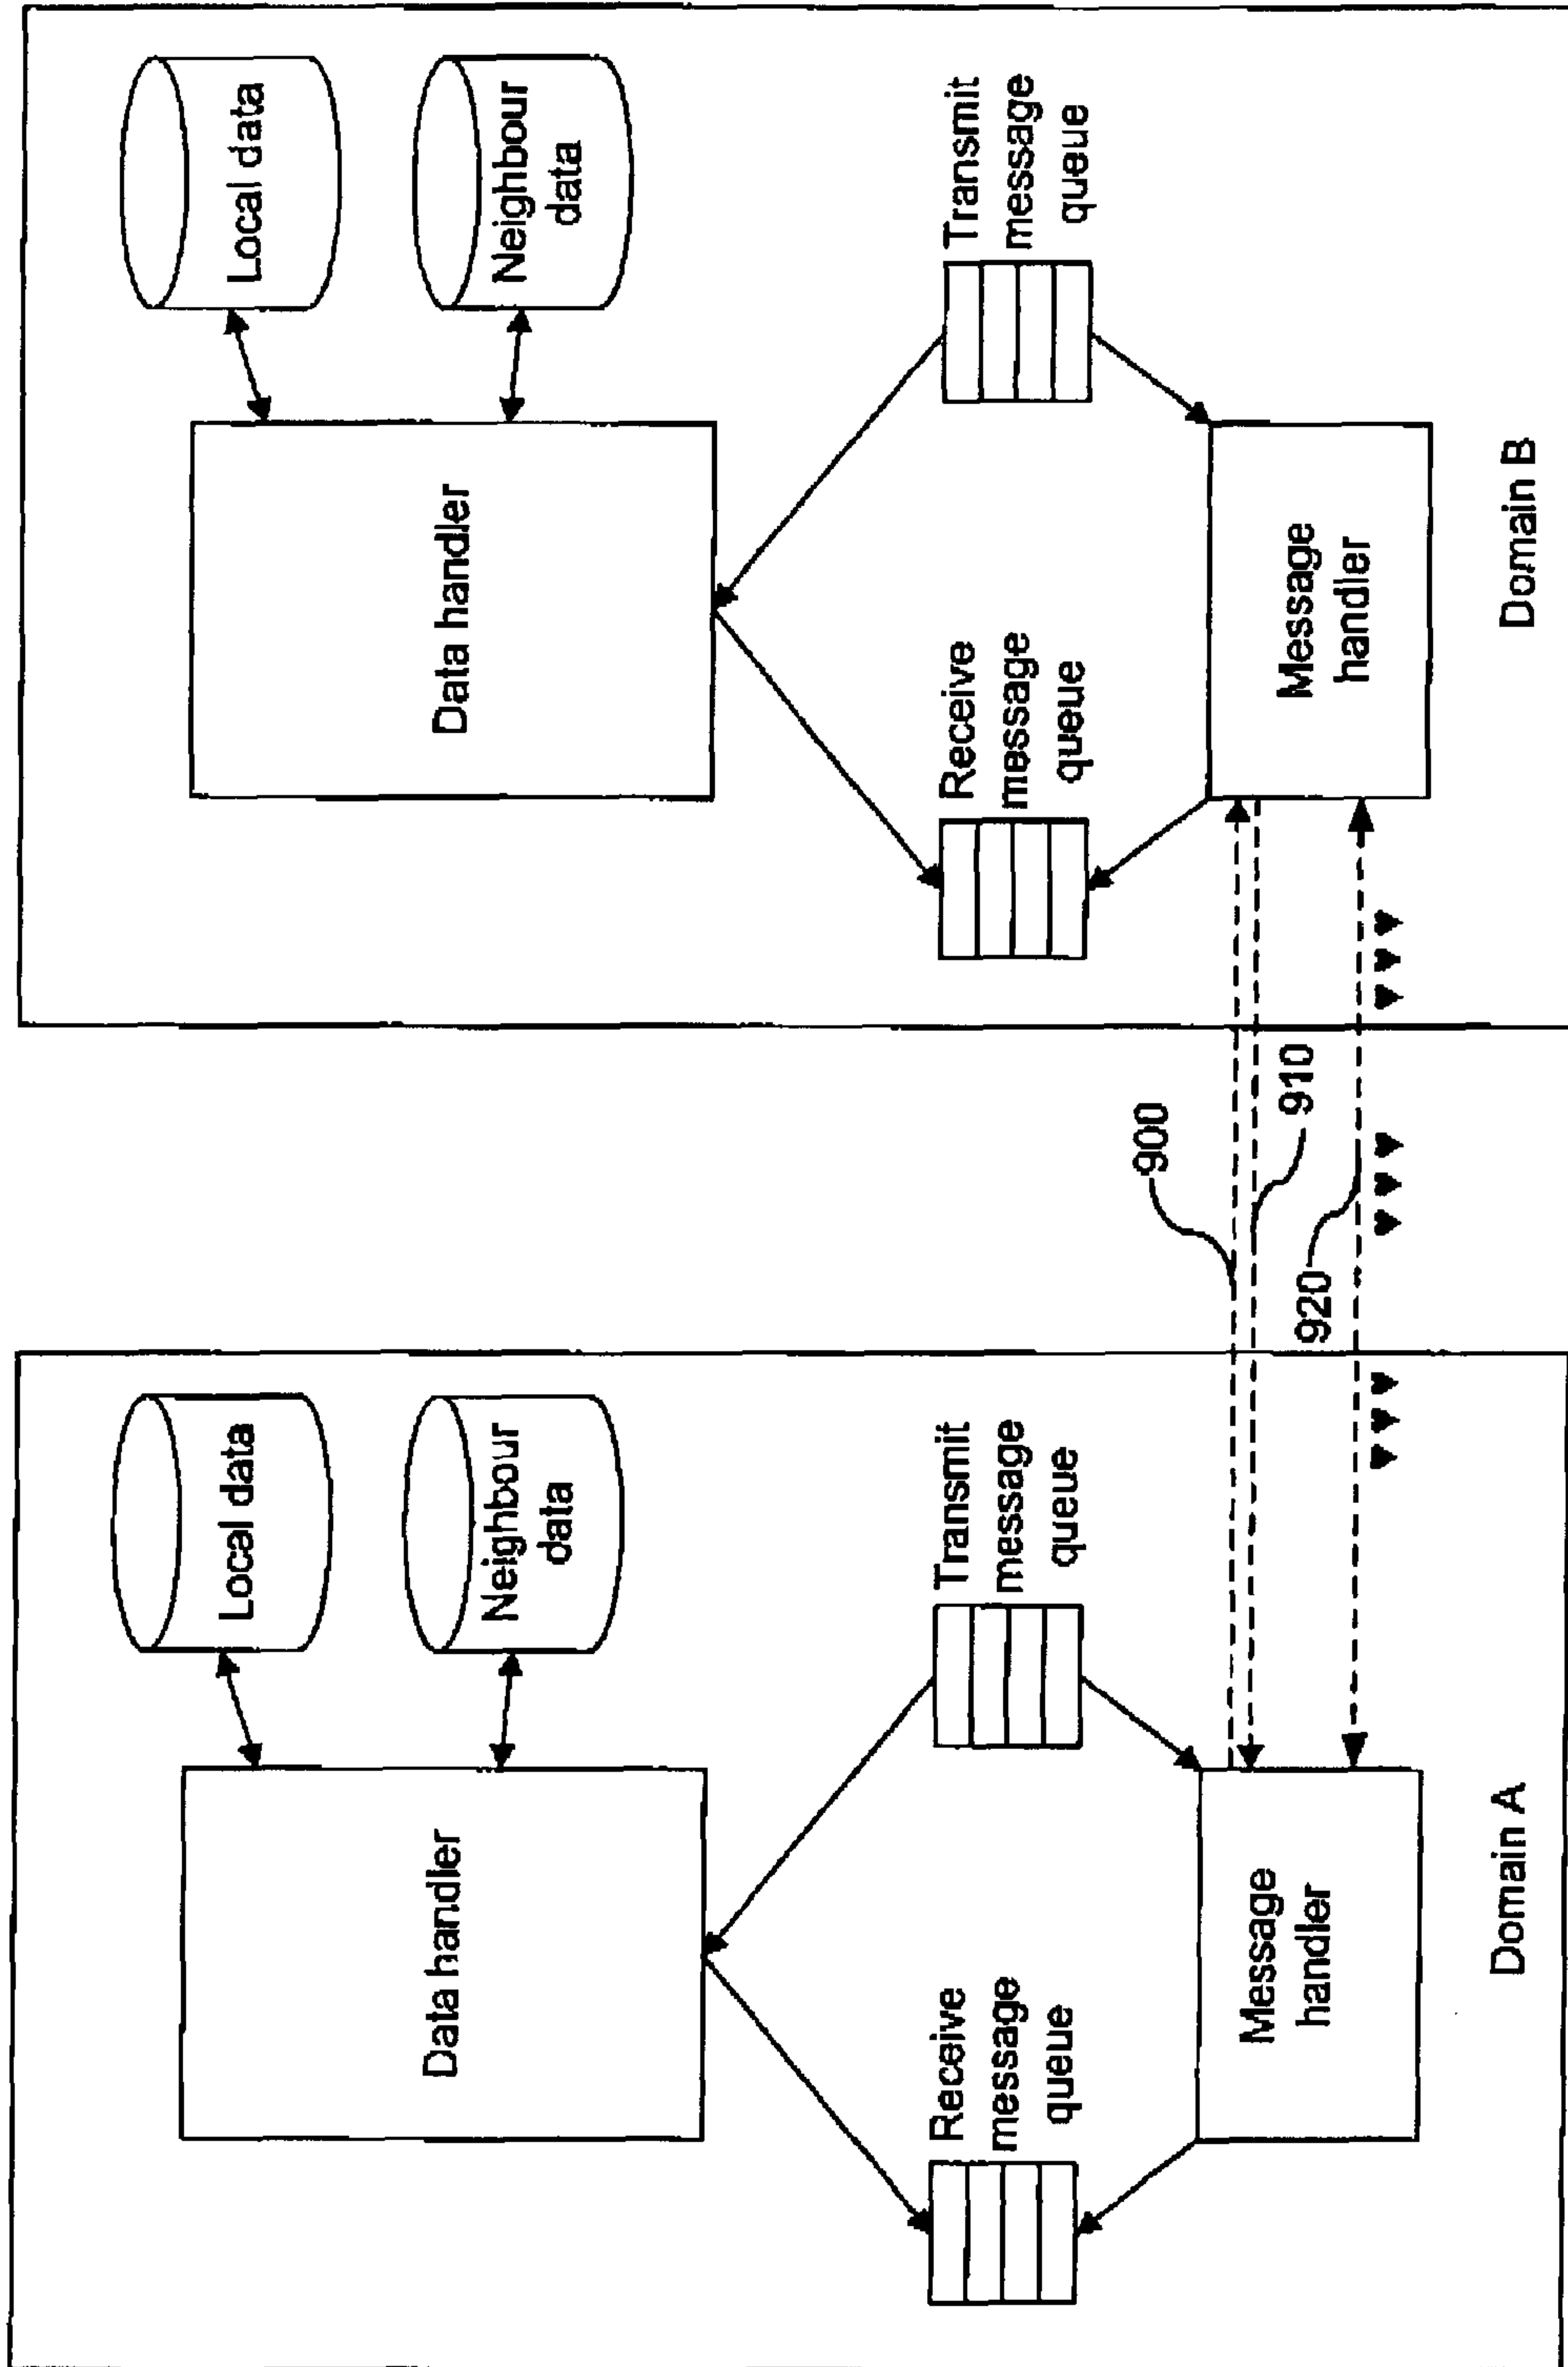 Local data
Neighbour
data
Data handler
Transmit
message
queue
Receive
message
queue
Message
handler
Domain A
900
910
920
Local data
Neighbour
data
Data handler
Transmit
message
queue
Receive
message
queue
Message
handler
Domain B